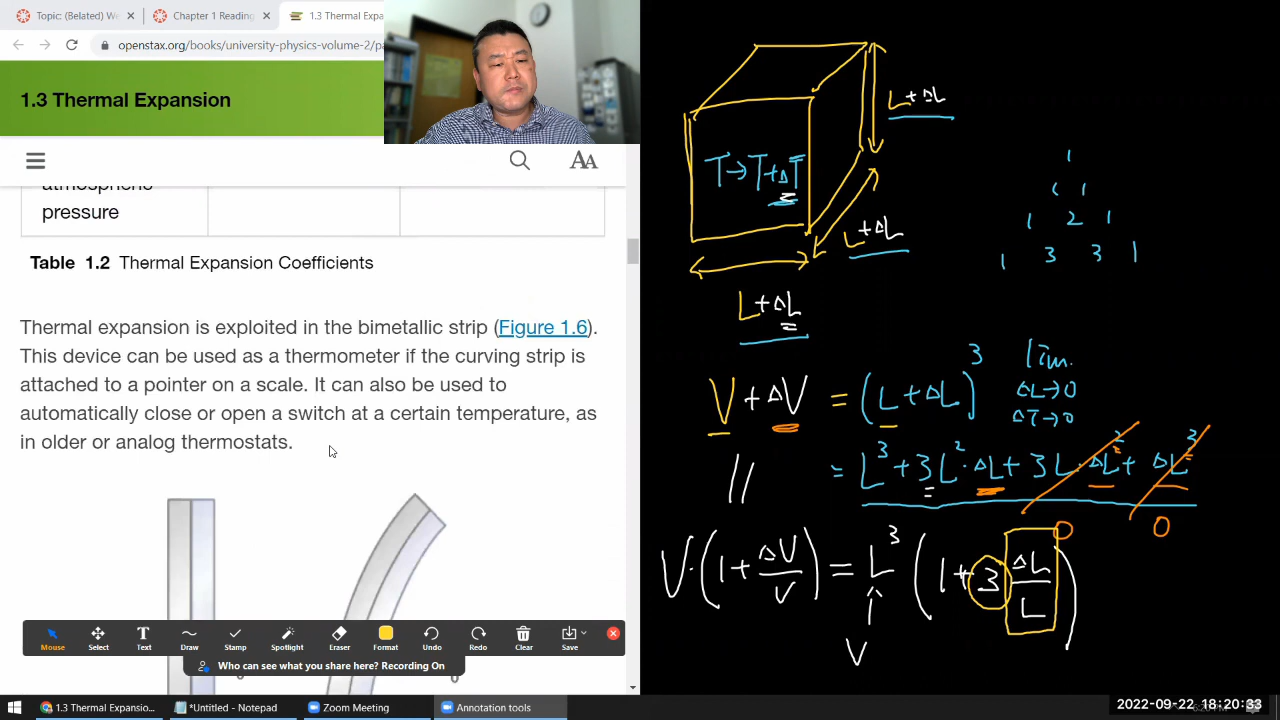 Topic: (Belated) We
Chapter 1 Reading
1.3 Thermal Expansion
openstax.org/books/university-physics-volume-2/pa
1.3 Thermal Expansion
AA
atmospheric
pressure
Table 1.2 Thermal Expansion Coefficients
Thermal expansion is exploited in the bimetallic strip (Figure 1.6).
This device can be used as a thermometer if the curving strip is
attached to a pointer on a scale. It can also be used to
automatically close or open a switch at a certain temperature, as
in older or analog thermostats.
Mouse Select Text Draw Stamp Spotlight Eraser Format Undo Redo Clear Save
Who can see what you share here? Recording On
1.3 Thermal Expansi...
*Untitled - Notepad
Zoom Meeting
Annotation tools
L+ΔL
T→T+ΔT
L+ΔL
L+ΔL
1
1 1
1 2 1
1 3 3 1
V + ΔV = (L + ΔL)³ lim
ΔL→0
ΔT→0
|| = L³ + 3L²·ΔL + 3L·ΔL² + ΔL³
0 0
V·(1 + ΔV/V) = L³ (1 + 3 ΔL/L)
V
2022-09-22 18:20:33